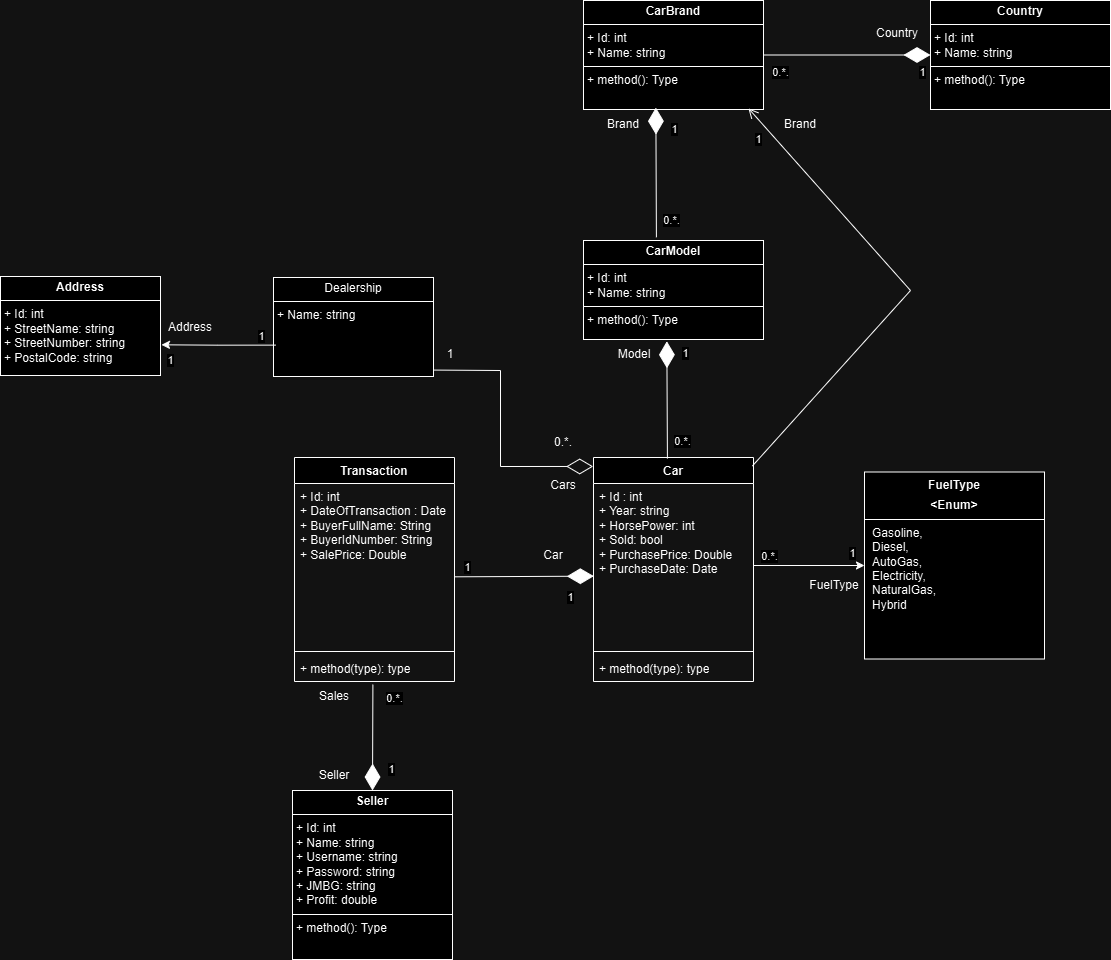 CarBrand
+ Id: int
+ Name: string
+ method(): Type
Country
+ Id: int
+ Name: string
+ method(): Type
Country
0.*.
1
Brand
1
0.*.
Brand
1
CarModel
+ Id: int
+ Name: string
+ method(): Type
Model
1
0.*.
Address
+ Id: int
+ StreetName: string
+ StreetNumber: string
+ PostalCode: string
Address
1
1
Dealership
+ Name: string
1
0.*.
Cars
Transaction
+ Id: int
+ DateOfTransaction : Date
+ BuyerFullName: String
+ BuyerIdNumber: String
+ SalePrice: Double
+ method(type): type
1
Car
1
Car
+ Id : int
+ Year: string
+ HorsePower: int
+ Sold: bool
+ PurchasePrice: Double
+ PurchaseDate: Date
+ method(type): type
0.*.
1
FuelType
FuelType
<Enum>
Gasoline,
Diesel,
AutoGas,
Electricity,
NaturalGas,
Hybrid
Sales
0.*.
Seller
1
Seller
+ Id: int
+ Name: string
+ Username: string
+ Password: string
+ JMBG: string
+ Profit: double
+ method(): Type